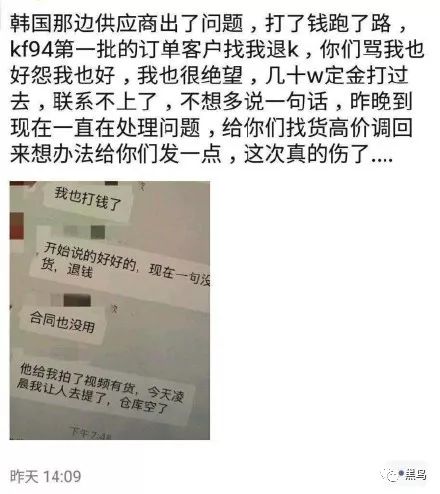 韩国那边供应商出了问题，打了钱跑了路，
kf94第一批的订单客户找我退k，你们骂我也
好怨我也好，我也很绝望，几十w定金打过
去，联系不上了，不想多说一句话，昨晚到
现在一直在处理问题，给你们找货高价调回
来想办法给你们发一点，这次真的伤了....
我也打钱了
开始说的好好的，现在一句没
货，退钱
合同也没用
他给我拍了视频有货，今天凌
晨我让人去提了，仓库空了
下午7:48
昨天 14:09
黑鸟